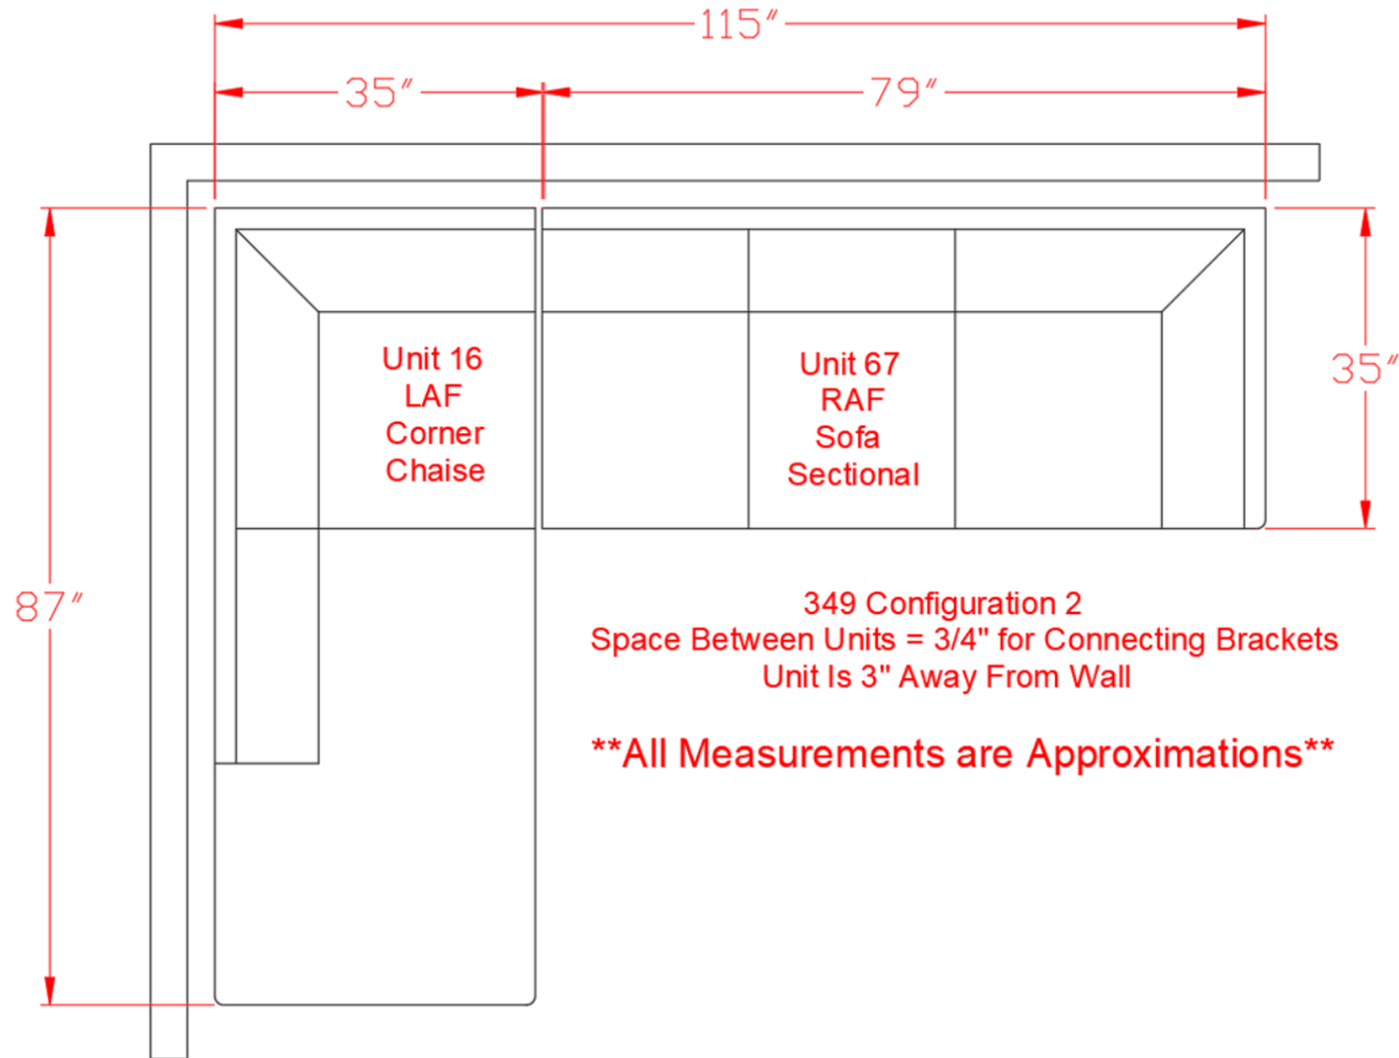 115"
35"
79"
Unit 16
LAF
Corner
Chaise
Unit 67
RAF
Sofa
Sectional
35"
87"
349 Configuration 2
Space Between Units = 3/4" for Connecting Brackets
Unit Is 3" Away From Wall
**All Measurements are Approximations**